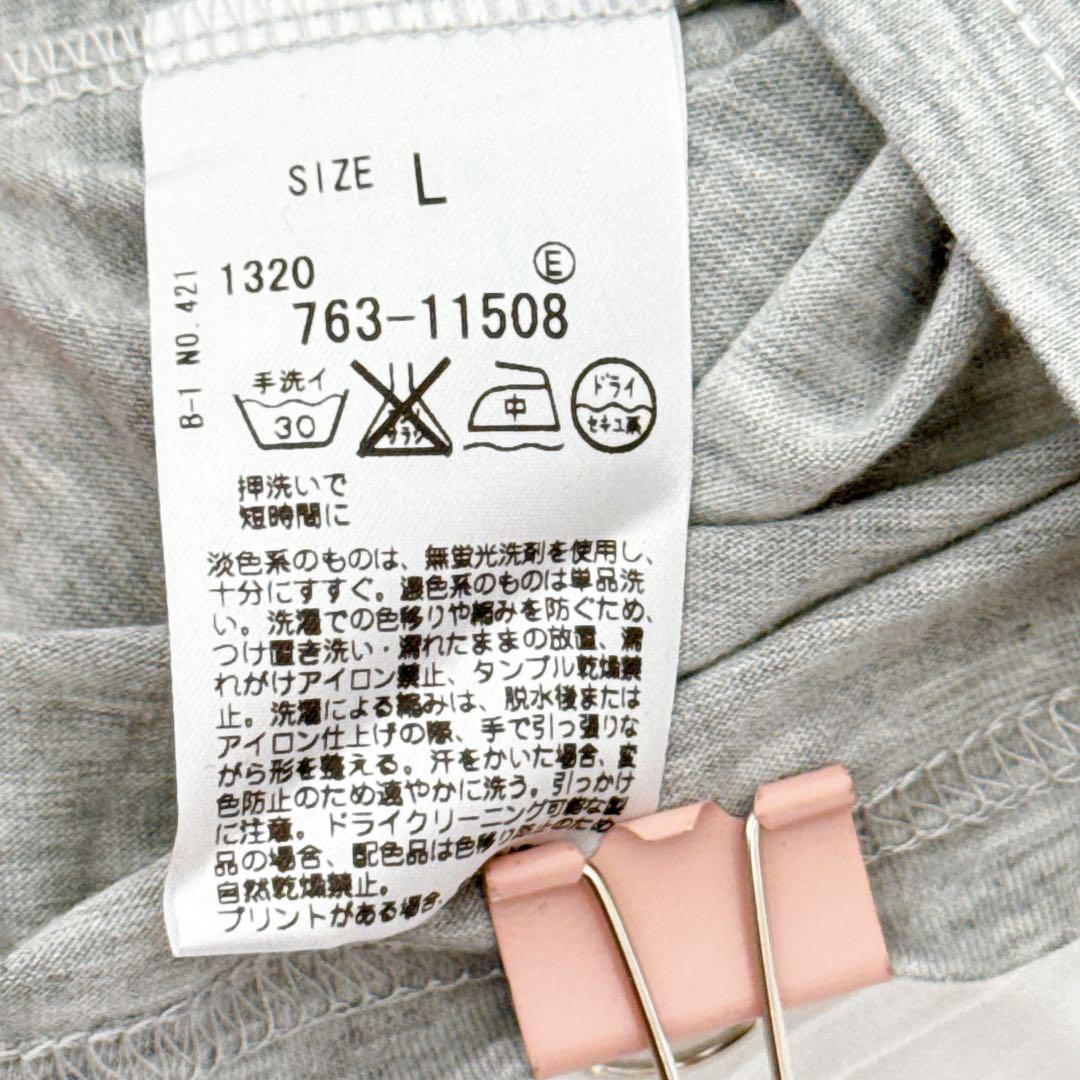 SIZE L
B-1 NO.421
1320 E
763-11508
手洗イ
30
中
ドライ
セキユ系
押洗いで
短時間に
淡色系のものは、無蛍光洗剤を使用し、
十分にすすぐ。濃色系のものは単品洗
い。洗濯での色移りや縮みを防ぐため、
つけ置き洗い・濡れたままの放置、濡
れがけアイロン禁止、タンブル乾燥禁
止。洗濯による縮みは、脱水後または
アイロン仕上げの際、手で引っ張りな
がら形を整える。汗をかいた場合、変
色防止のため速やかに洗う。引っかけ
に注意。ドライクリーニング可能な製
品の場合、配色品は色移り防止のため
自然乾燥禁止。
プリントがある場合